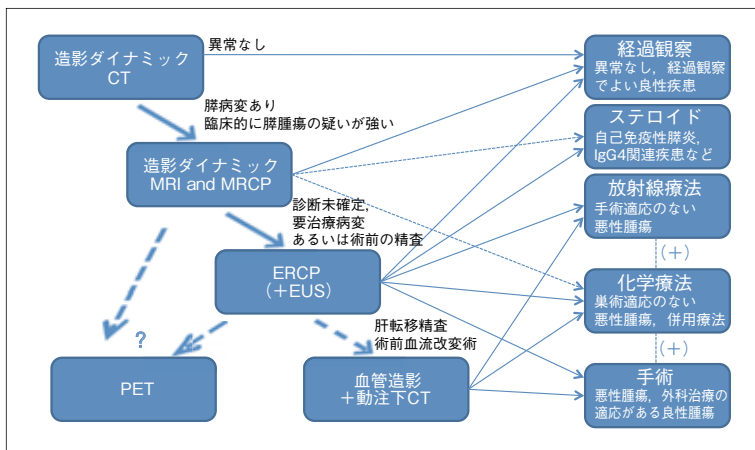 造影ダイナミック
CT
異常なし
経過観察
異常なし，経過観察
でよい良性疾患
膵病変あり
臨床的に膵腫瘍の疑いが強い
ステロイド
自己免疫性膵炎，
IgG4関連疾患など
造影ダイナミック
MRI and MRCP
放射線療法
手術適応のない
悪性腫瘍
診断未確定，
要治療病変
あるいは術前の精査
(＋)
ERCP
（＋EUS）
化学療法
巣術適応のない
悪性腫瘍，併用療法
(＋)
?
肝転移精査
術前血流改変術
手術
悪性腫瘍，外科治療の
適応がある良性腫瘍
PET
血管造影
＋動注下CT